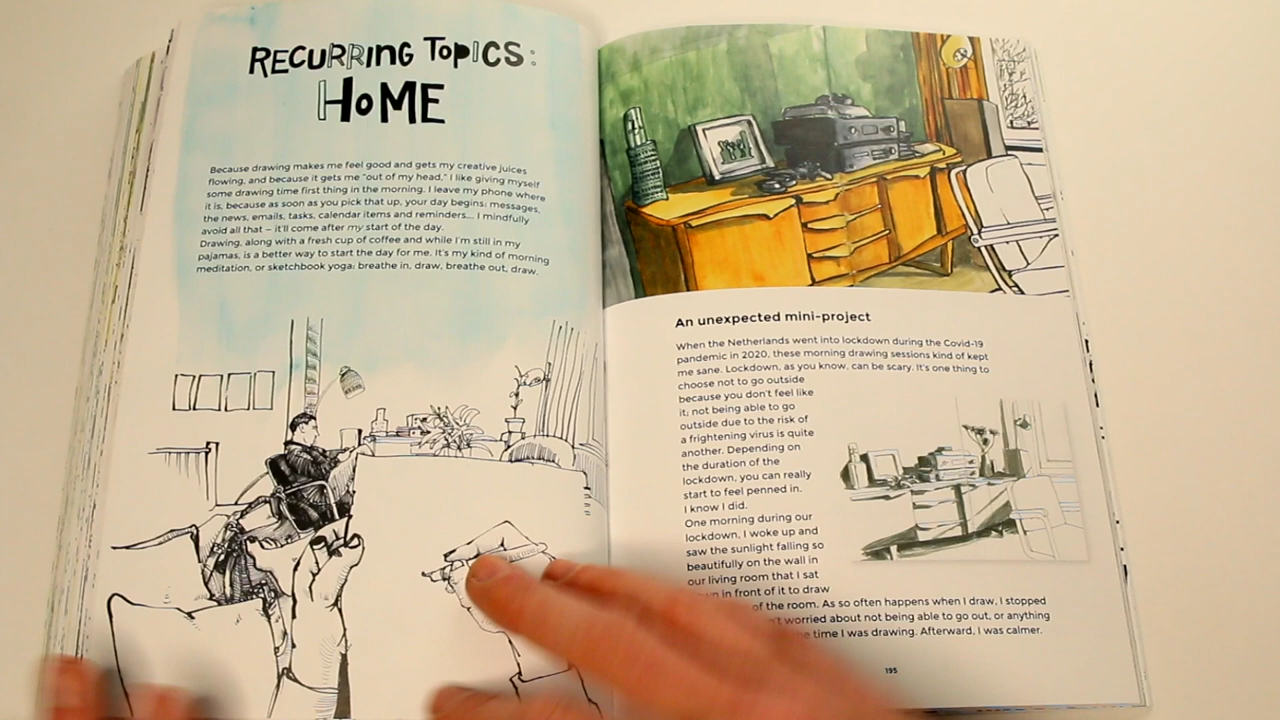 RECURRING TOPICS:
HOME
Because drawing makes me feel good and gets my creative juices
flowing, and because it gets me "out of my head," I like giving myself
some drawing time first thing in the morning. I leave my phone where
it is, because as soon as you pick that up, your day begins: messages,
the news, emails, tasks, calendar items and reminders.... I mindfully
avoid all that – it'll come after my start of the day.
Drawing, along with a fresh cup of coffee and while I'm still in my
pajamas, is a better way to start the day for me. It's my kind of morning
meditation, or sketchbook yoga: breathe in, draw, breathe out, draw.
An unexpected mini-project
When the Netherlands went into lockdown during the Covid-19
pandemic in 2020, these morning drawing sessions kind of kept
me sane. Lockdown, as you know, can be scary. It's one thing to
choose not to go outside
because you don't feel like
it; not being able to go
outside due to the risk of
a frightening virus is quite
another. Depending on
the duration of the
lockdown, you can really
start to feel penned in.
I know I did.
One morning during our
lockdown, I woke up and
saw the sunlight falling so
beautifully on the wall in
our living room that I sat
in front of it to draw
of the room. As so often happens when I draw, I stopped
worried about not being able to go out, or anything
time I was drawing. Afterward, I was calmer.
195